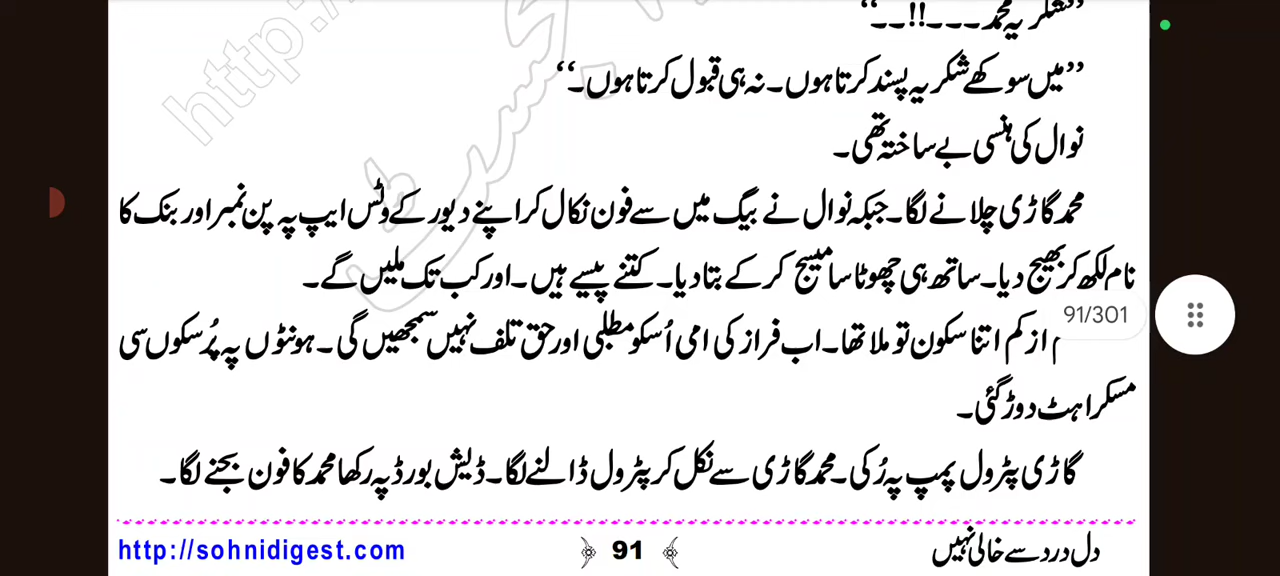 ”شکریہ محمد۔۔۔۔!!۔۔“
”میں سوکھے شکریہ پسند کرتا ہوں۔ نہ ہی قبول کرتا ہوں۔“
نوال کی ہنسی بے ساختہ تھی۔
محمد گاڑی چلانے لگا۔ جبکہ نوال نے بیگ میں سے فون نکال کر اپنے دیور کے وٹس ایپ پہ پن نمبر اور بنک کا
نام لکھ کر بھیج دیا۔ ساتھ ہی چھوٹا سا میسج کر کے بتا دیا۔ کتنے پیسے ہیں۔ اور کب تک ملیں گے۔
91/301
از کم اتنا سکون تو ملا تھا۔ اب فراز کی امی اُسکو مطلبی اور حق تلف نہیں سمجھیں گی۔ ہونٹوں پہ پُرسکوں سی
مسکراہٹ دوڑ گئی۔
گاڑی پٹرول پمپ پہ رُکی۔ محمد گاڑی سے نکل کر پٹرول ڈالنے لگا۔ ڈیش بورڈ پہ رکھا محمد کا فون بجنے لگا۔
دل درد سے خالی نہیں 91 http://sohnidigest.com